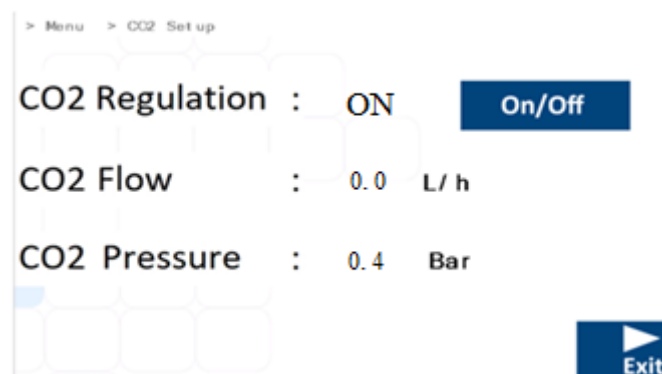 > Menu > CO2 Set up
CO2 Regulation : ON On/Off
CO2 Flow : 0.0 L/ h
CO2 Pressure : 0.4 Bar
Exit